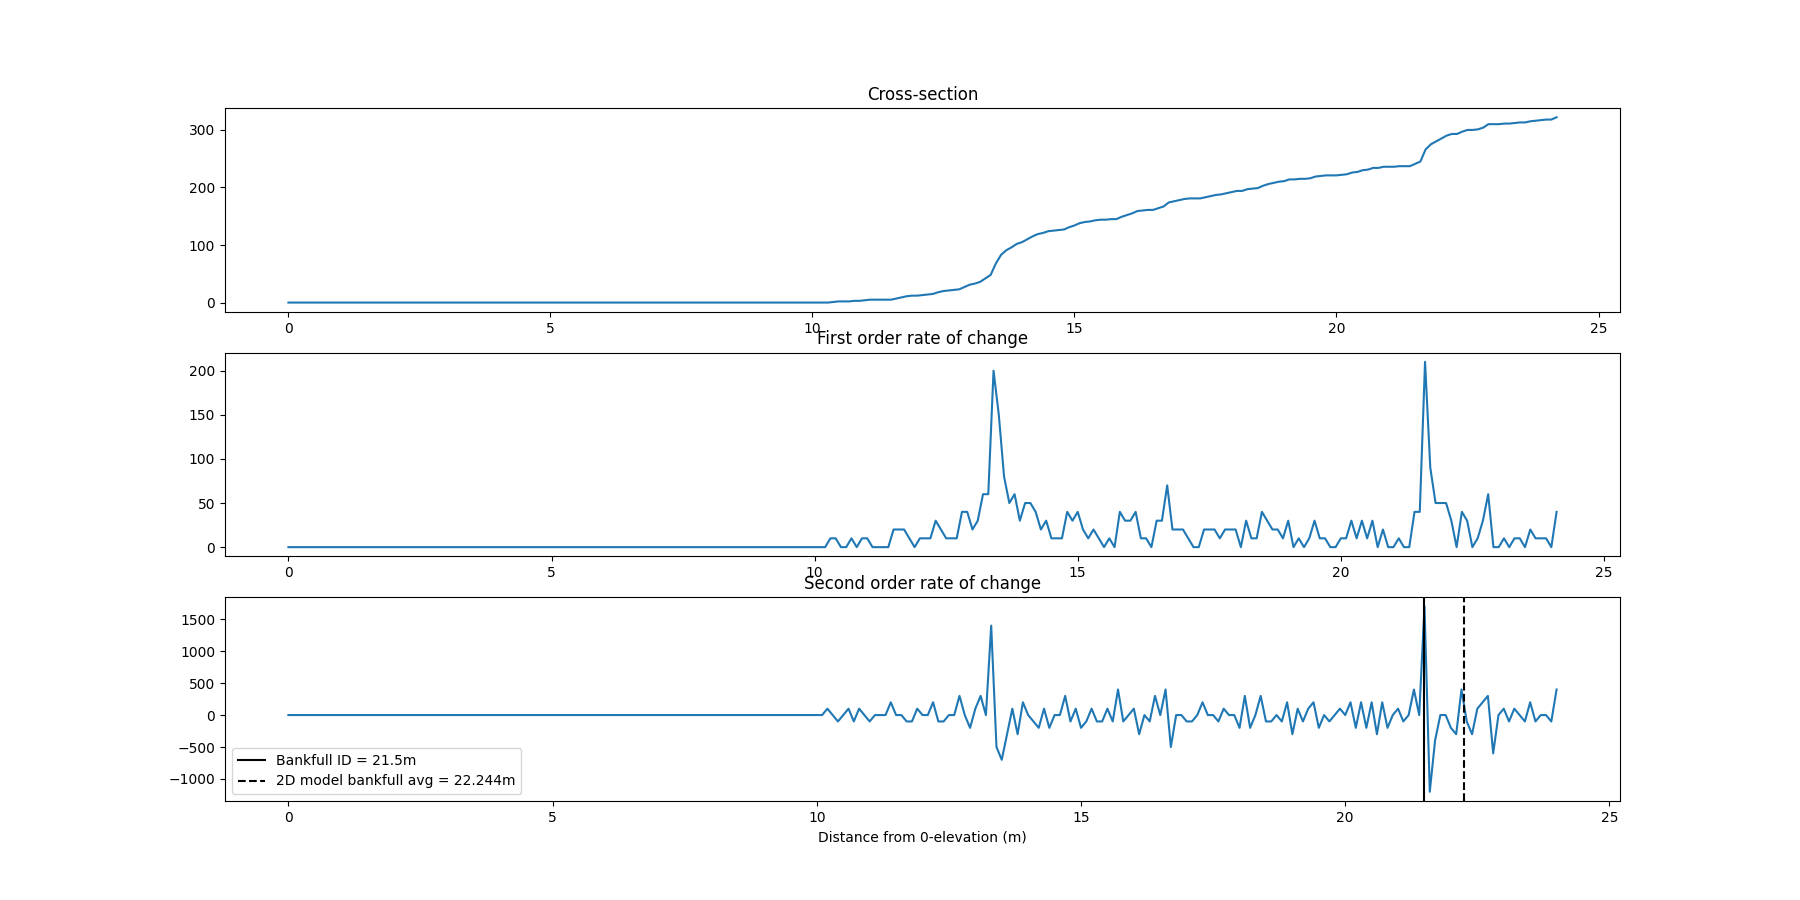 Cross-section
300
200
100
0
0 5 10 15 20 25
First order rate of change
200
150
100
50
0
0 5 10 15 20 25
Second order rate of change
1500
1000
500
0
−500
−1000
Bankfull ID = 21.5m
2D model bankfull avg = 22.244m
0 5 10 15 20 25
Distance from 0-elevation (m)